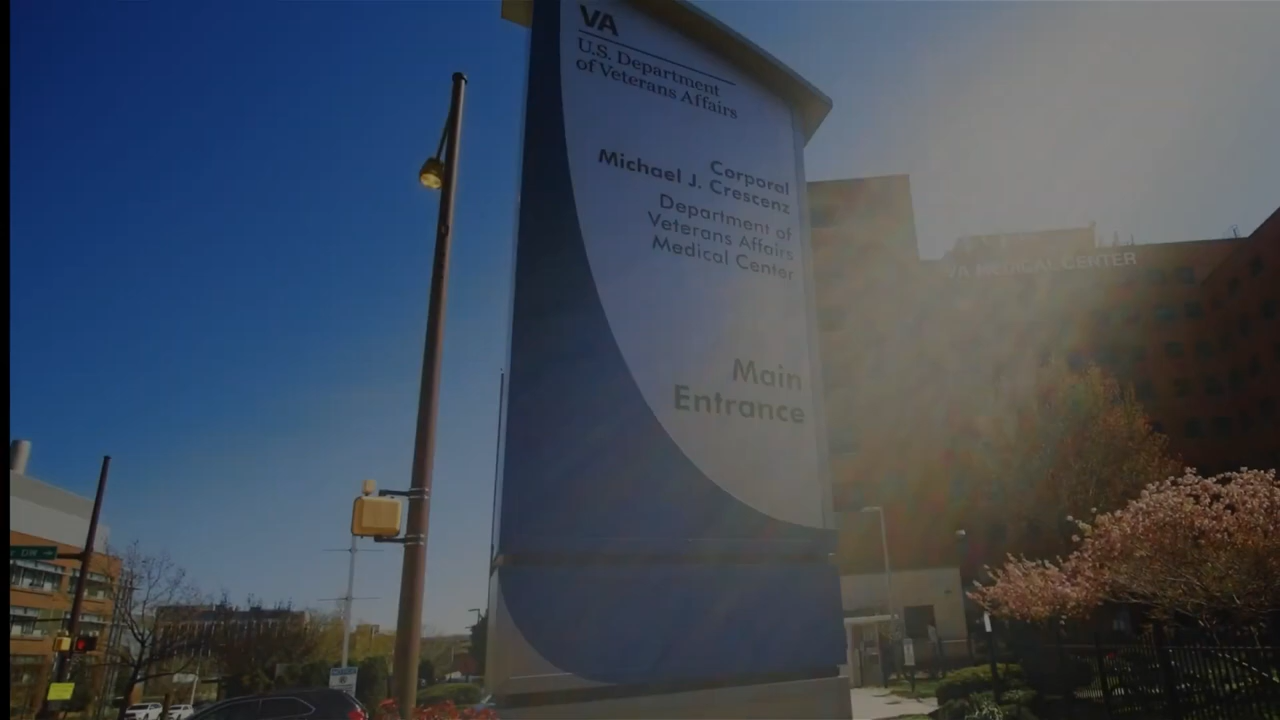 VA
U.S. Department
of Veterans Affairs
Corporal
Michael J. Crescenz
Department of
Veterans Affairs
Medical Center
Main
Entrance
VA MEDICAL CENTER